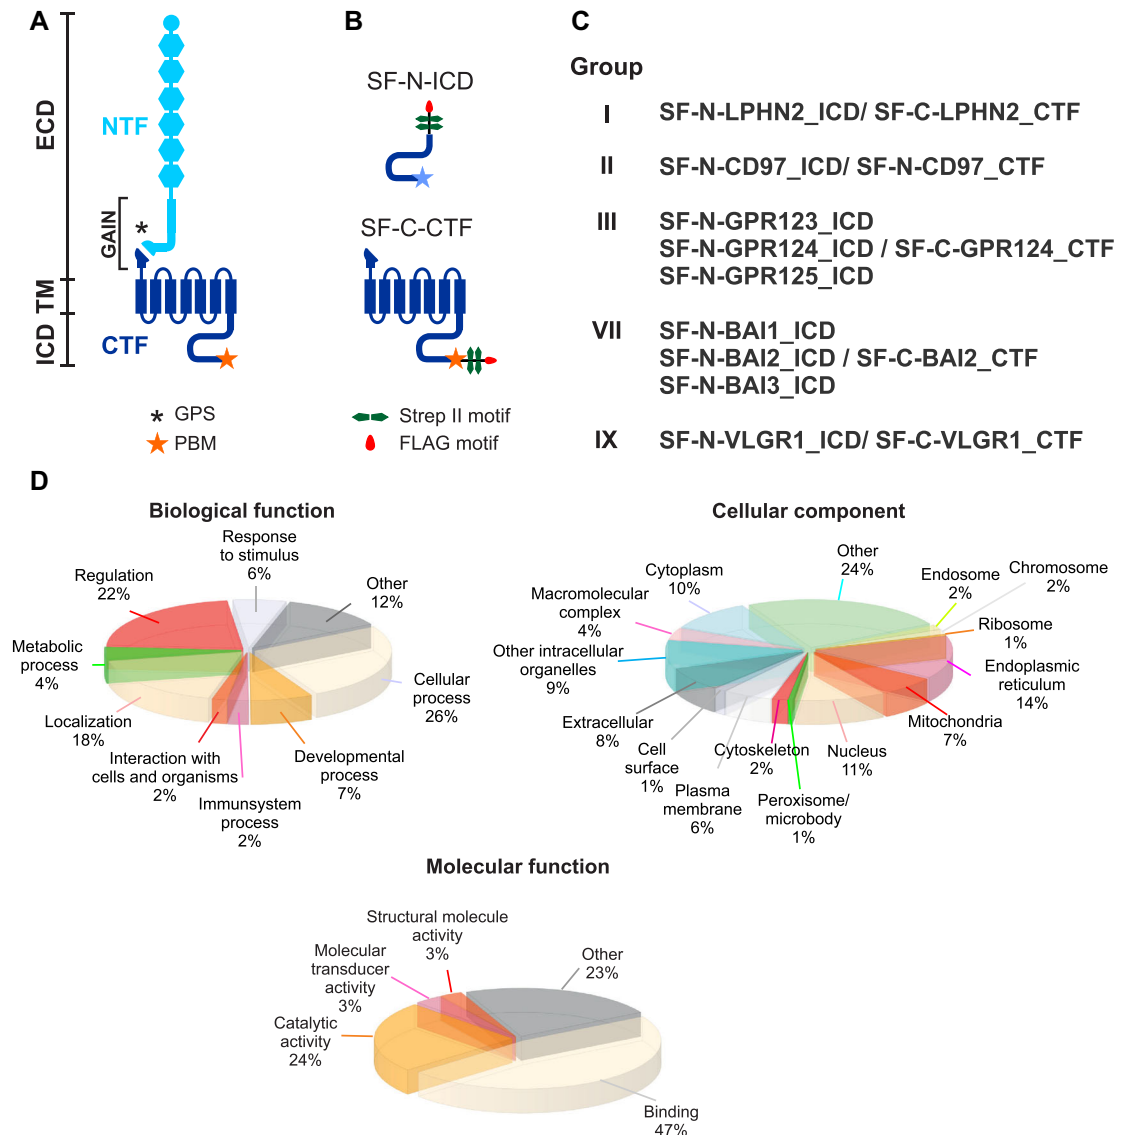 A
ECD
NTF
GAIN
*
TM
ICD
CTF
* GPS
PBM
B
SF-N-ICD
SF-C-CTF
Strep II motif
FLAG motif
C
Group
I SF-N-LPHN2_ICD/ SF-C-LPHN2_CTF
II SF-N-CD97_ICD/ SF-N-CD97_CTF
III SF-N-GPR123_ICD
SF-N-GPR124_ICD / SF-C-GPR124_CTF
SF-N-GPR125_ICD
VII SF-N-BAI1_ICD
SF-N-BAI2_ICD / SF-C-BAI2_CTF
SF-N-BAI3_ICD
IX SF-N-VLGR1_ICD/ SF-C-VLGR1_CTF
D
Biological function
Response
to stimulus
6%
Regulation
22%
Other
12%
Metabolic
process
4%
Cellular
process
26%
Localization
18%
Interaction with
cells and organisms
2%
Developmental
process
7%
Immunsystem
process
2%
Cellular component
Other
24%
Cytoplasm
10%
Endosome
2%
Chromosome
2%
Macromolecular
complex
4%
Ribosome
1%
Other intracellular
organelles
9%
Endoplasmic
reticulum
14%
Extracellular
8%
Mitochondria
7%
Cell
surface
1%
Cytoskeleton
2%
Nucleus
11%
Plasma
membrane
6%
Peroxisome/
microbody
1%
Molecular function
Structural molecule
activity
3%
Molecular
transducer
activity
3%
Other
23%
Catalytic
activity
24%
Binding
47%